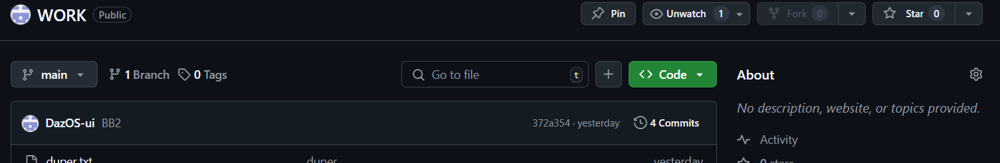 WORK Public Pin Unwatch 1 Fork 0 Star 0
main 1 Branch 0 Tags Go to file t Code About
No description, website, or topics provided.
DazOS-ui BB2 372a354 · yesterday 4 Commits
Activity
duper.txt duper yesterday
0 stars